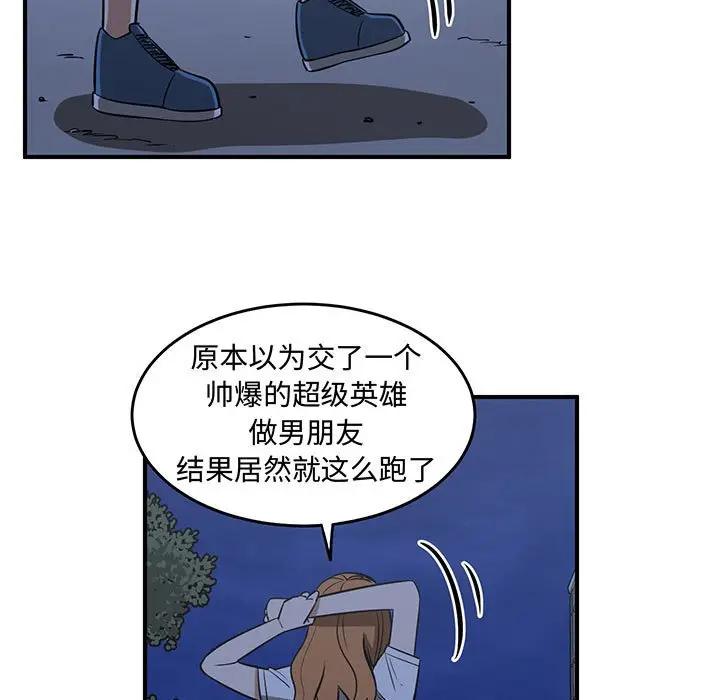 原本以为交了一个
帅爆的超级英雄
做男朋友
结果居然就这么跑了